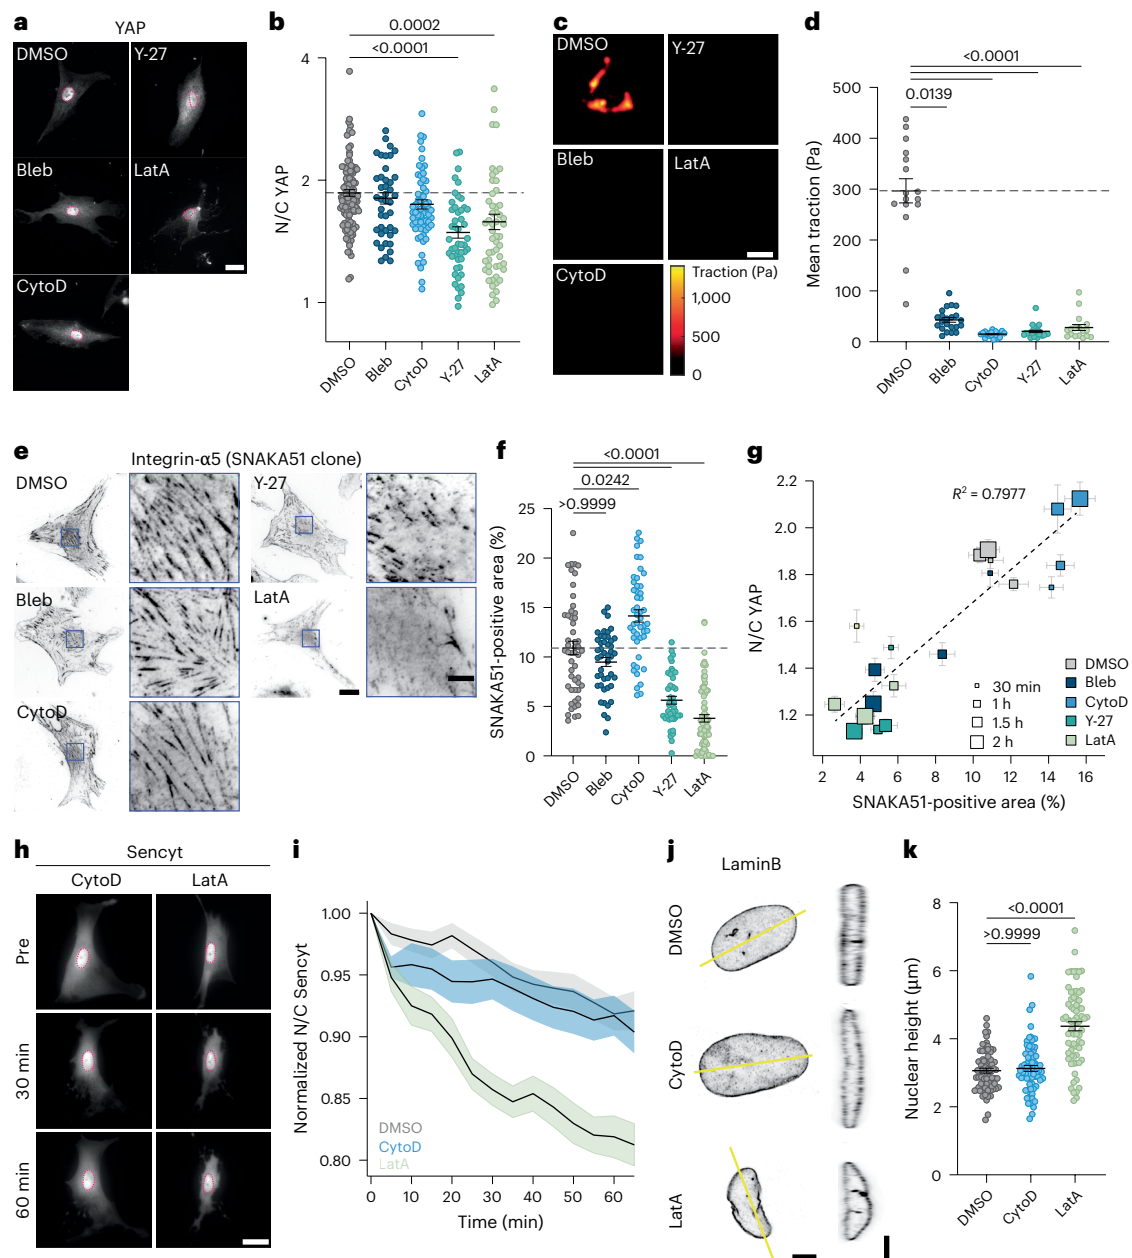 a
YAP
DMSO
Y-27
Bleb
LatA
CytoD
b
0.0002
<0.0001
4
2
1
N/C YAP
DMSO
Bleb
CytoD
Y-27
LatA
c
DMSO
Y-27
Bleb
LatA
CytoD
Traction (Pa)
1,000
500
0
d
<0.0001
0.0139
500
400
300
200
100
0
Mean traction (Pa)
DMSO
Bleb
CytoD
Y-27
LatA
e
Integrin-α5 (SNAKA51 clone)
DMSO
Y-27
Bleb
LatA
CytoD
f
<0.0001
0.0242
>0.9999
25
20
15
10
5
0
SNAKA51-positive area (%)
DMSO
Bleb
CytoD
Y-27
LatA
g
R² = 0.7977
2.2
2.0
1.8
1.6
1.4
1.2
N/C YAP
30 min
1 h
1.5 h
2 h
DMSO
Bleb
CytoD
Y-27
LatA
2 4 6 8 10 12 14 16
SNAKA51-positive area (%)
h
Sencyt
CytoD
LatA
Pre
30 min
60 min
i
1.00
0.95
0.90
0.85
0.80
Normalized N/C Sencyt
DMSO
CytoD
LatA
0 10 20 30 40 50 60
Time (min)
j
LaminB
DMSO
CytoD
LatA
k
<0.0001
>0.9999
8
6
4
2
0
Nuclear height (μm)
DMSO
CytoD
LatA